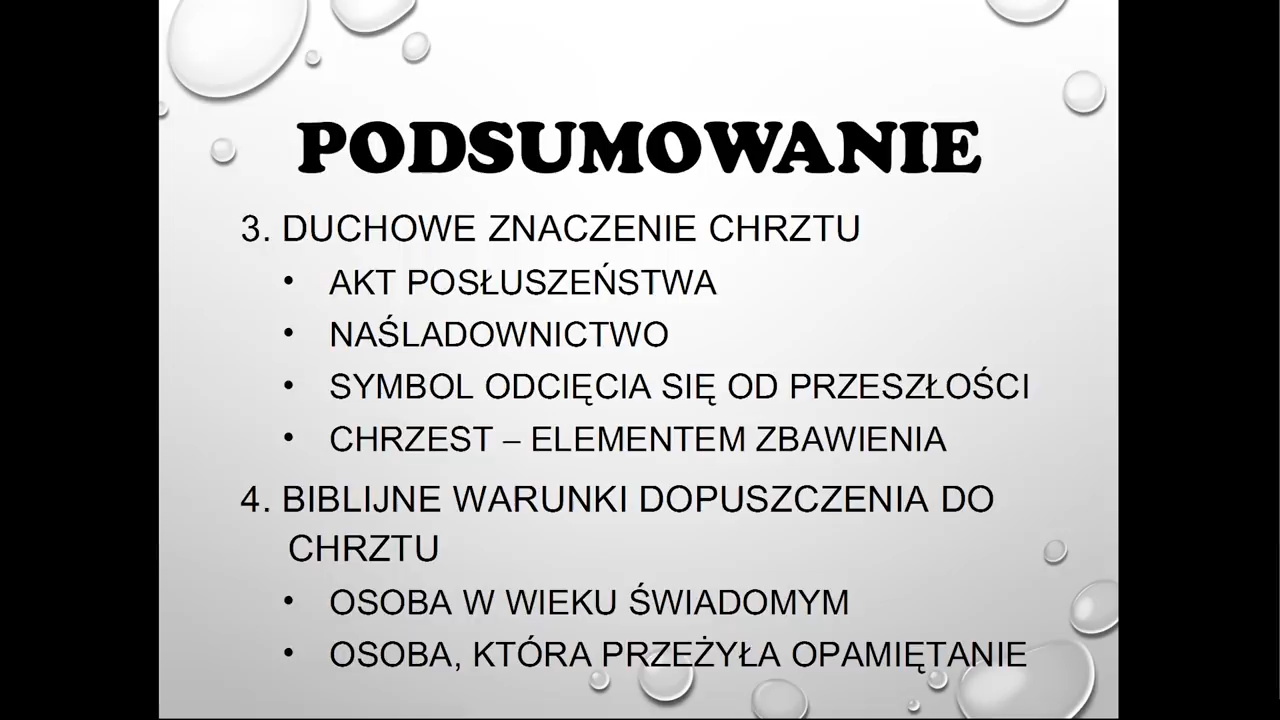 PODSUMOWANIE
3. DUCHOWE ZNACZENIE CHRZTU
• AKT POSŁUSZEŃSTWA
• NAŚLADOWNICTWO
• SYMBOL ODCIĘCIA SIĘ OD PRZESZŁOŚCI
• CHRZEST – ELEMENTEM ZBAWIENIA
4. BIBLIJNE WARUNKI DOPUSZCZENIA DO
CHRZTU
• OSOBA W WIEKU ŚWIADOMYM
• OSOBA, KTÓRA PRZEŻYŁA OPAMIĘTANIE